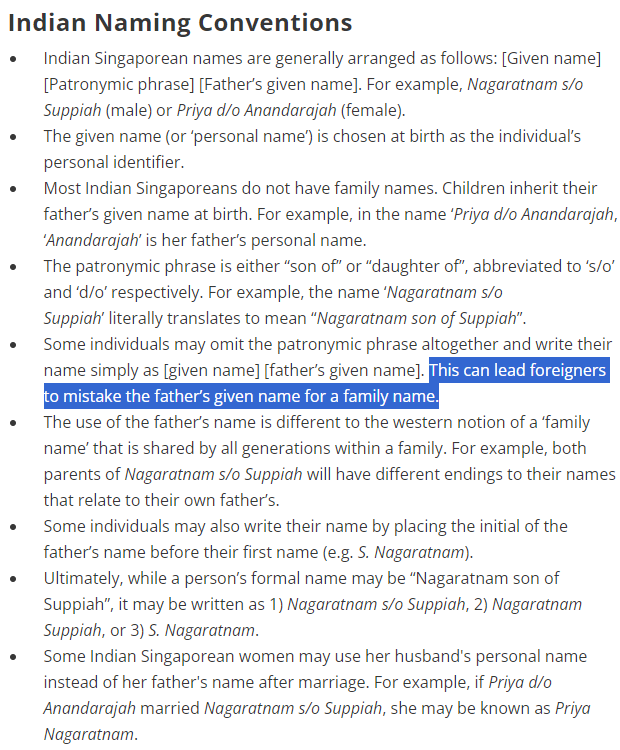 Indian Naming Conventions
• Indian Singaporean names are generally arranged as follows: [Given name]
[Patronymic phrase] [Father’s given name]. For example, Nagaratnam s/o
Suppiah (male) or Priya d/o Anandarajah (female).
• The given name (or ‘personal name’) is chosen at birth as the individual’s
personal identifier.
• Most Indian Singaporeans do not have family names. Children inherit their
father’s given name at birth. For example, in the name ‘Priya d/o Anandarajah,
‘Anandarajah’ is her father’s personal name.
• The patronymic phrase is either “son of” or “daughter of”, abbreviated to ‘s/o’
and ‘d/o’ respectively. For example, the name ‘Nagaratnam s/o
Suppiah’ literally translates to mean “Nagaratnam son of Suppiah”.
• Some individuals may omit the patronymic phrase altogether and write their
name simply as [given name] [father’s given name]. This can lead foreigners
to mistake the father’s given name for a family name.
• The use of the father’s name is different to the western notion of a ‘family
name’ that is shared by all generations within a family. For example, both
parents of Nagaratnam s/o Suppiah will have different endings to their names
that relate to their own father’s.
• Some individuals may also write their name by placing the initial of the
father’s name before their first name (e.g. S. Nagaratnam).
• Ultimately, while a person’s formal name may be “Nagaratnam son of
Suppiah”, it may be written as 1) Nagaratnam s/o Suppiah, 2) Nagaratnam
Suppiah, or 3) S. Nagaratnam.
• Some Indian Singaporean women may use her husband's personal name
instead of her father's name after marriage. For example, if Priya d/o
Anandarajah married Nagaratnam s/o Suppiah, she may be known as Priya
Nagaratnam.